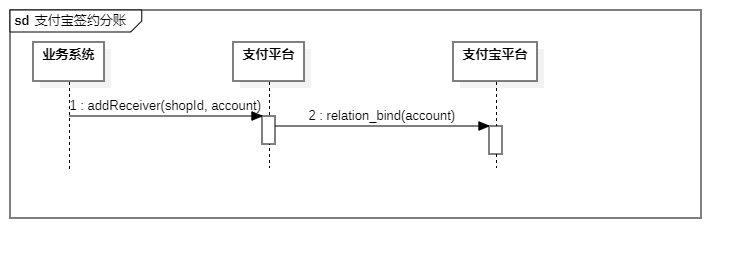 sd 支付宝签约分账
业务系统 支付平台 支付宝平台
1 : addReceiver(shopId, account)
2 : relation_bind(account)